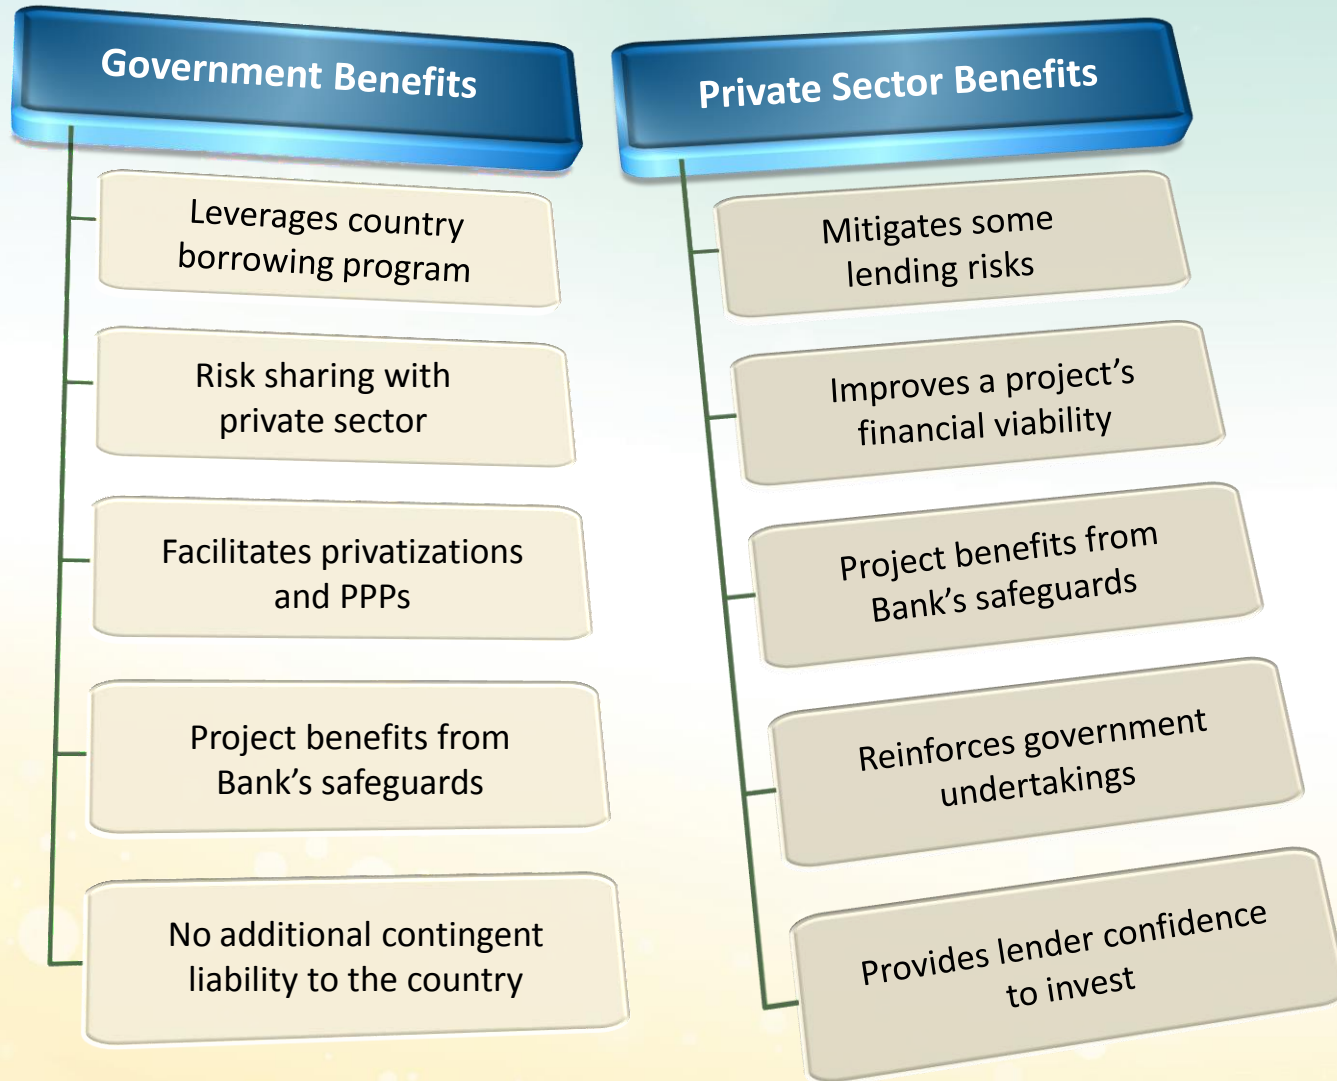 Government Benefits
Leverages country
borrowing program
Risk sharing with
private sector
Facilitates privatizations
and PPPs
Project benefits from
Bank’s safeguards
No additional contingent
liability to the country
Private Sector Benefits
Mitigates some
lending risks
Improves a project’s
financial viability
Project benefits from
Bank’s safeguards
Reinforces government
undertakings
Provides lender confidence
to invest